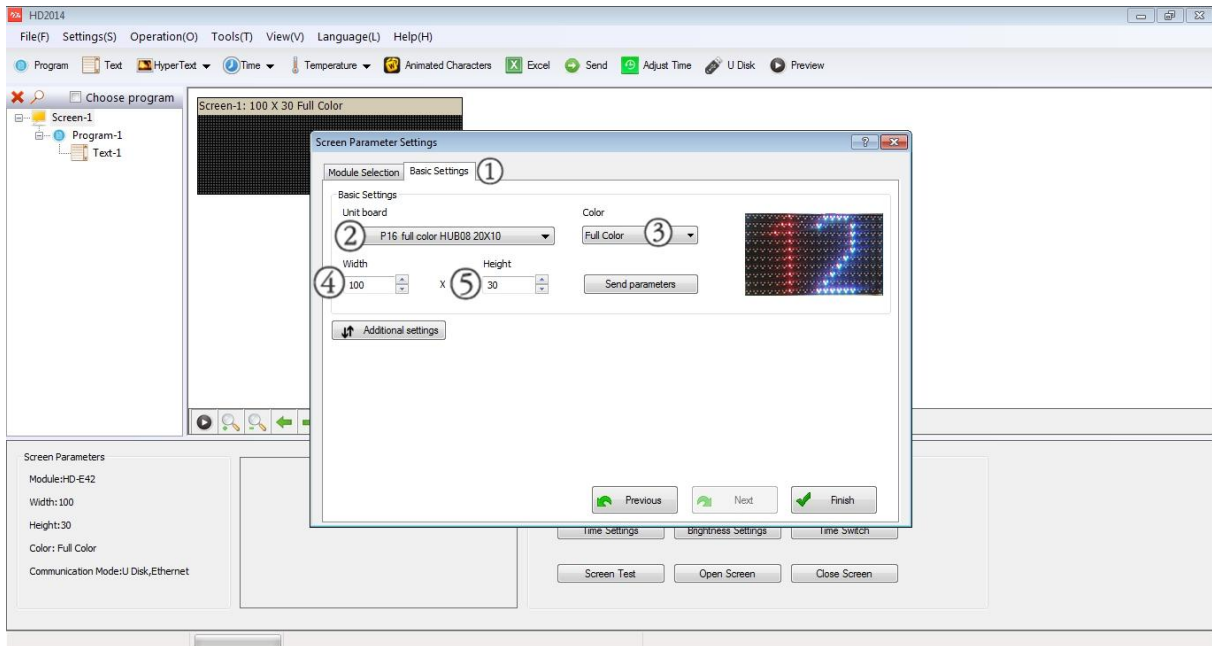 HD2014
File(F) Settings(S) Operation(O) Tools(T) View(V) Language(L) Help(H)
Program Text HyperText Time Temperature Animated Characters Excel Send Adjust Time U Disk Preview
Choose program
Screen-1
Program-1
Text-1
Screen-1: 100 X 30 Full Color
Screen Parameter Settings
Module Selection Basic Settings ①
Basic Settings
Unit board Color
② P16 full color HUB08 20X10 Full Color ③
Width Height
④ 100 X ⑤ 30 Send parameters
12
Additional settings
Previous Next Finish
Screen Parameters
Module:HD-E42
Width:100
Height:30
Color: Full Color
Communication Mode:U Disk,Ethernet
Time Settings Brightness Settings Time Switch
Screen Test Open Screen Close Screen